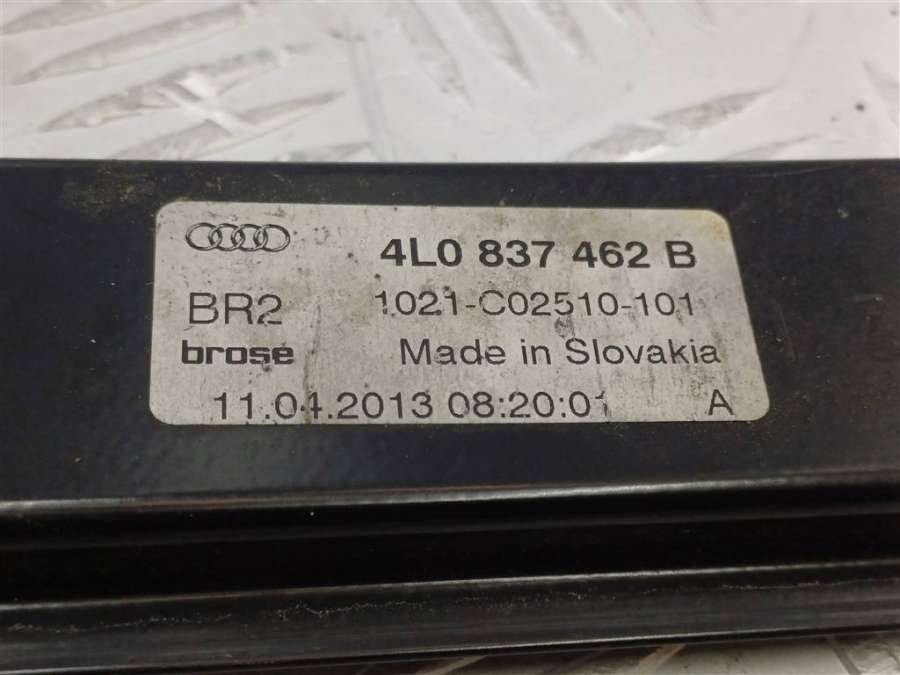 4L0 837 462 B
BR2 1021-C02510-101
brose Made in Slovakia
11.04.2013 08:20:01 A